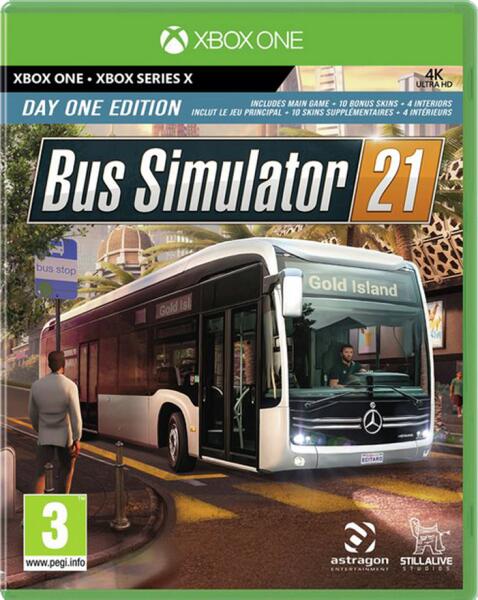 XBOX ONE
XBOX ONE • XBOX SERIES X
4K
ULTRA HD
DAY ONE EDITION
INCLUDES MAIN GAME + 10 BONUS SKINS + 4 INTERIORS
INCLUT LE JEU PRINCIPAL + 10 SKINS SUPPLÉMENTAIRES + 4 INTÉRIEURS
Bus Simulator 21
bus stop
Gold Isl
Gold Island
EDITARD
3
www.pegi.info
astragon
ENTERTAINMENT
STILLALIVE
STUDIOS